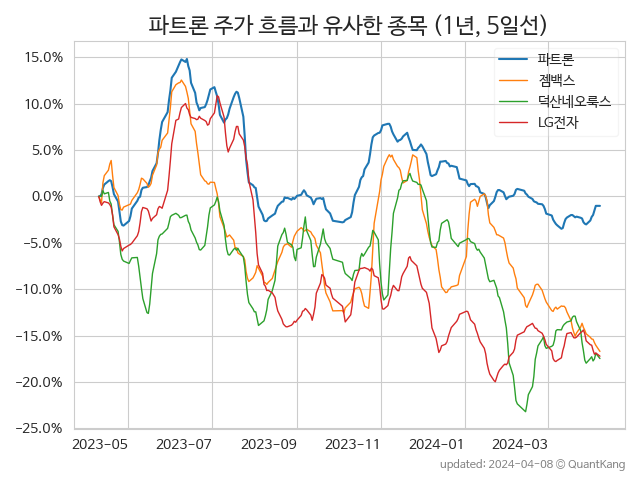 파트론 주가 흐름과 유사한 종목 (1년, 5일선)
파트론
젬백스
덕산네오룩스
LG전자
15.0%
10.0%
5.0%
0.0%
−5.0%
−10.0%
−15.0%
−20.0%
−25.0%
2023-05 2023-07 2023-09 2023-11 2024-01 2024-03
updated: 2024-04-08 © QuantKang